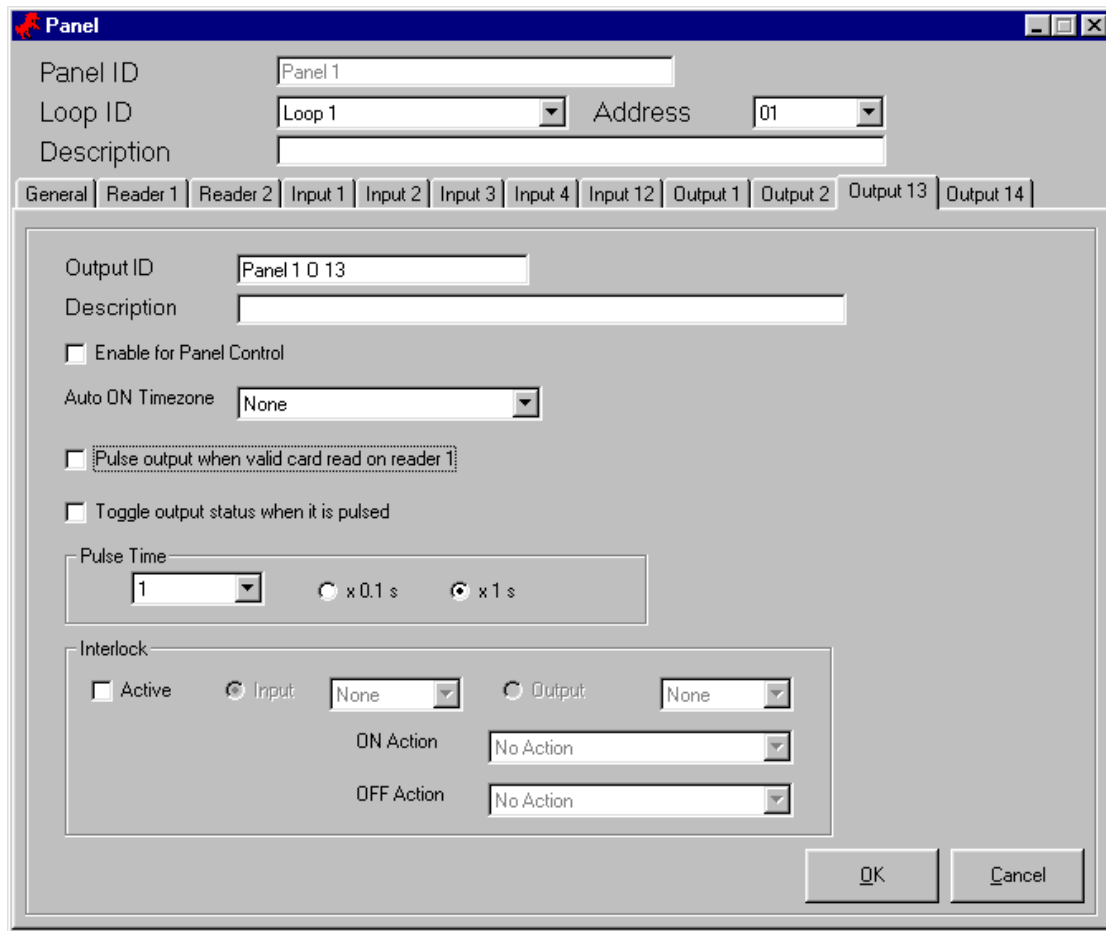 Panel
Panel ID Panel 1
Loop ID Loop 1 Address 01
Description
General Reader 1 Reader 2 Input 1 Input 2 Input 3 Input 4 Input 12 Output 1 Output 2 Output 13 Output 14
Output ID Panel 1 O 13
Description
Enable for Panel Control
Auto ON Timezone None
Pulse output when valid card read on reader 1
Toggle output status when it is pulsed
Pulse Time
1 x 0.1 s x 1 s
Interlock
Active Input None Output None
ON Action No Action
OFF Action No Action
OK Cancel